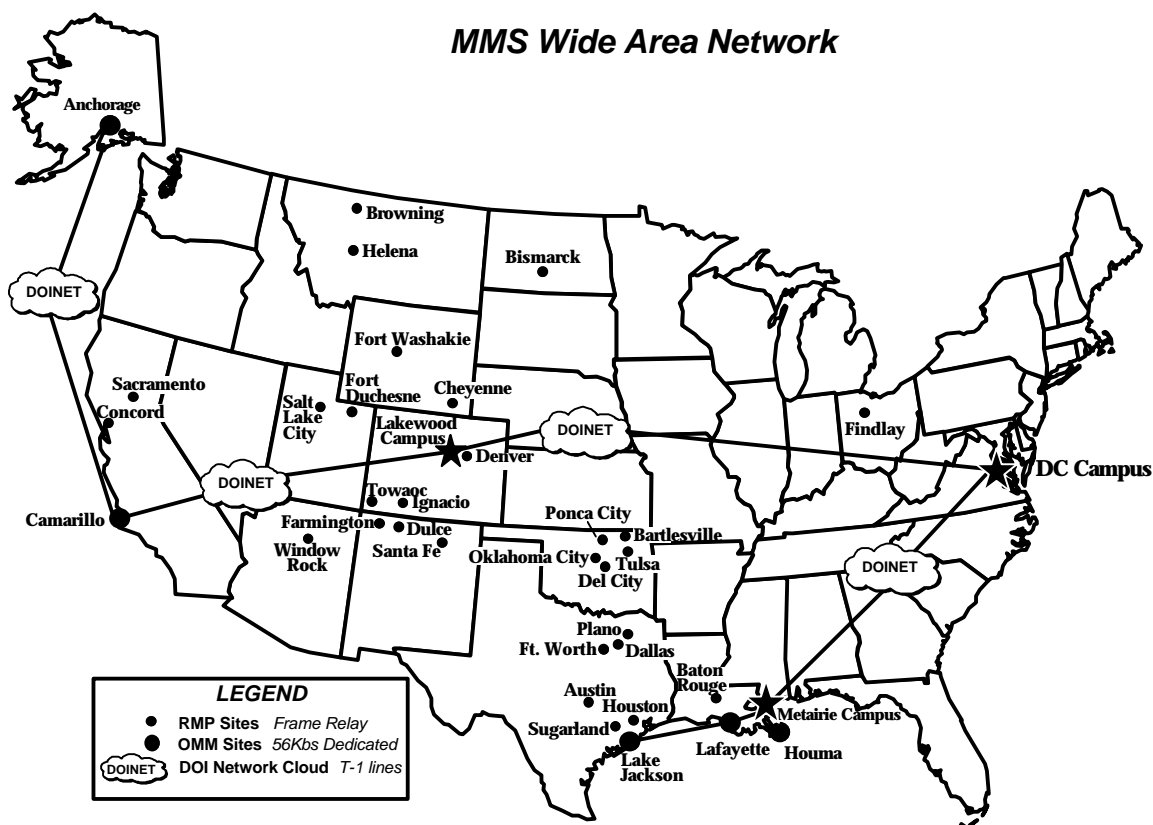 MMS Wide Area Network
Anchorage
Browning
Helena
Bismarck
DOINET
Fort Washakie
Sacramento
Concord
Salt
Lake
City
Fort
Duchesne
Cheyenne
Lakewood
Campus
Denver
DOINET
Findlay
DC Campus
DOINET
Camarillo
Towaoc
Ignacio
Farmington
Dulce
Santa Fe
Window
Rock
Ponca City
Bartlesville
Oklahoma City
Tulsa
Del City
DOINET
Plano
Ft. Worth
Dallas
Baton
Rouge
Austin
Houston
Sugarland
Lake
Jackson
Lafayette
Metairie Campus
Houma
LEGEND
RMP Sites Frame Relay
OMM Sites 56Kbs Dedicated
DOINET DOI Network Cloud T-1 lines